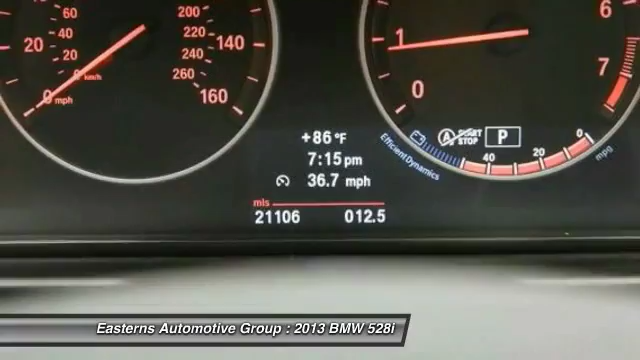 60
40
20
0 km/h
20
0 mph
200
220
240
260
140
160
+86 °F
7:15 pm
36.7 mph
mls
21106 012.5
0
1
6
7
EfficientDynamics
A START STOP
P
40
20
0
mpg
Easterns Automotive Group : 2013 BMW 528i